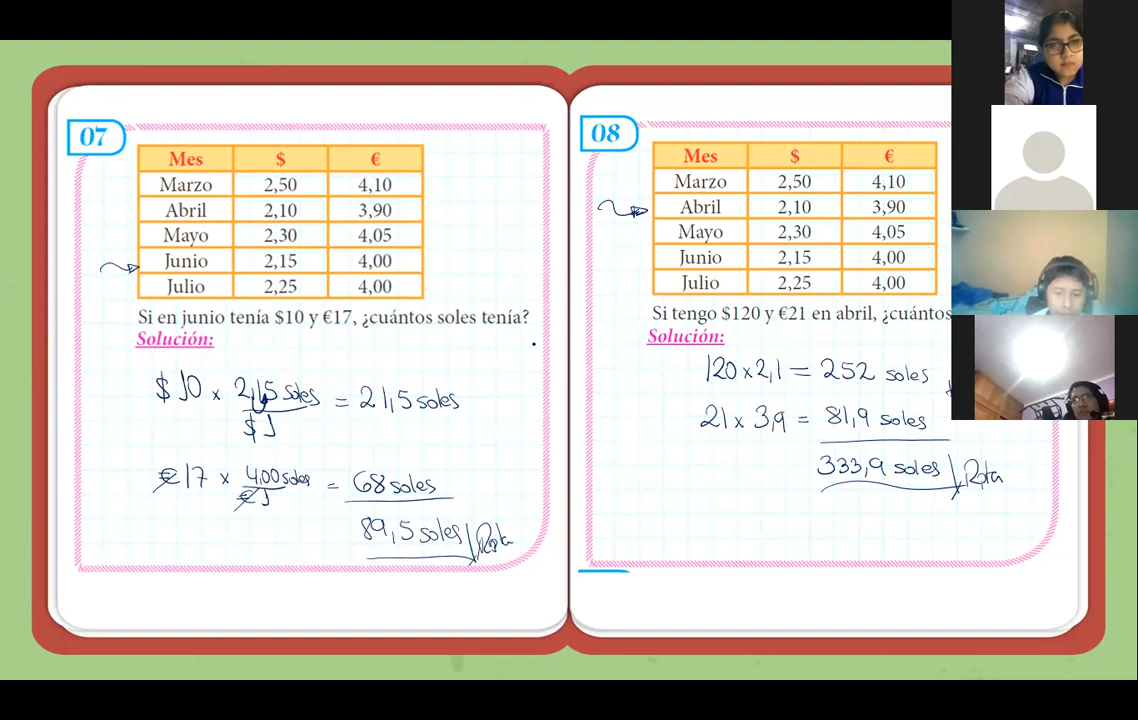 07
Mes $ €
Marzo 2,50 4,10
Abril 2,10 3,90
Mayo 2,30 4,05
Junio 2,15 4,00
Julio 2,25 4,00
Si en junio tenía $10 y €17, ¿cuántos soles tenía?
Solución:
$10 × 2,15 soles = 21,5 soles
$1
€17 × 4,00 soles = 68 soles
€1
89,5 soles Rpta
08
Mes $ €
Marzo 2,50 4,10
Abril 2,10 3,90
Mayo 2,30 4,05
Junio 2,15 4,00
Julio 2,25 4,00
Si tengo $120 y €21 en abril, ¿cuántos
Solución:
120 × 2,1 = 252 soles
21 × 3,9 = 81,9 soles
333,9 soles Rpta